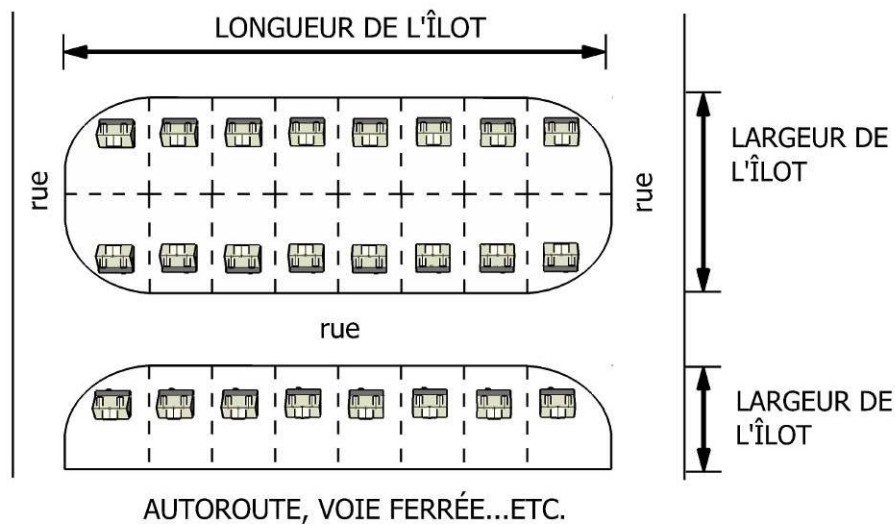 LONGUEUR DE L'ÎLOT
rue
rue
LARGEUR DE
L'ÎLOT
rue
LARGEUR DE
L'ÎLOT
AUTOROUTE, VOIE FERRÉE...ETC.